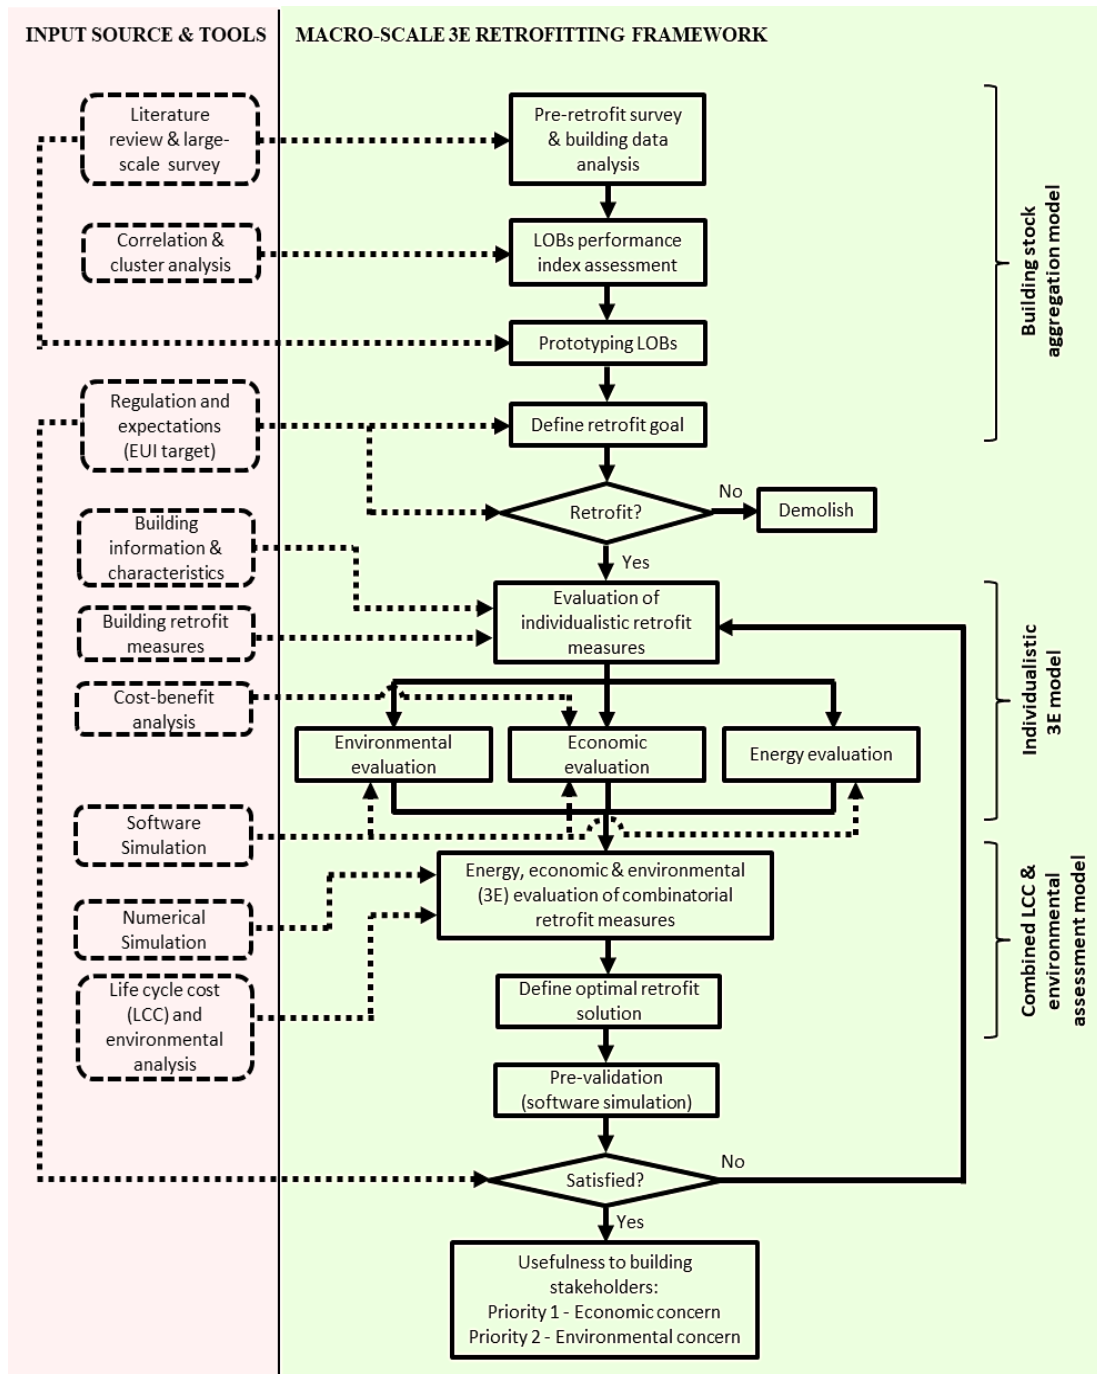 INPUT SOURCE & TOOLS
MACRO-SCALE 3E RETROFITTING FRAMEWORK
Literature
review & large-
scale survey
Pre-retrofit survey
& building data
analysis
Correlation &
cluster analysis
LOBs performance
index assessment
Prototyping LOBs
Building stock
aggregation model
Regulation and
expectations
(EUI target)
Define retrofit goal
Retrofit?
No
Demolish
Yes
Building
information &
characteristics
Building retrofit
measures
Evaluation of
individualistic retrofit
measures
Cost-benefit
analysis
Environmental
evaluation
Economic
evaluation
Energy evaluation
Individualistic
3E model
Software
Simulation
Numerical
Simulation
Life cycle cost
(LCC) and
environmental
analysis
Energy, economic & environmental
(3E) evaluation of combinatorial
retrofit measures
Define optimal retrofit
solution
Combined LCC &
environmental
assessment model
Pre-validation
(software simulation)
Satisfied?
No
Yes
Usefulness to building
stakeholders:
Priority 1 - Economic concern
Priority 2 - Environmental concern